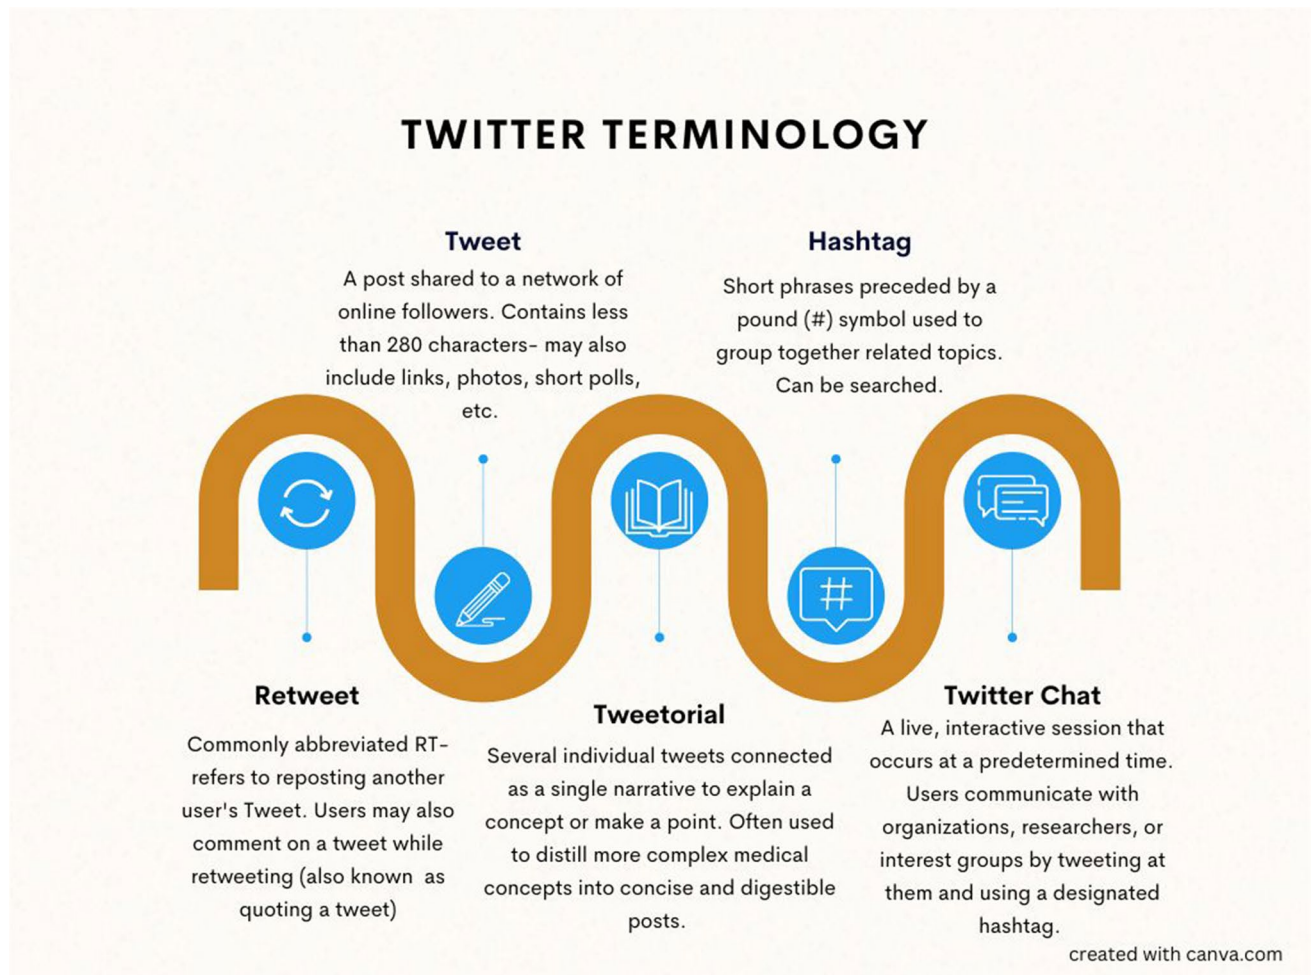 TWITTER TERMINOLOGY
Tweet
A post shared to a network of
online followers. Contains less
than 280 characters- may also
include links, photos, short polls,
etc.
Hashtag
Short phrases preceded by a
pound (#) symbol used to
group together related topics.
Can be searched.
#
Retweet
Commonly abbreviated RT-
refers to reposting another
user's Tweet. Users may also
comment on a tweet while
retweeting (also known  as
quoting a tweet)
Tweetorial
Several individual tweets connected
as a single narrative to explain a
concept or make a point. Often used
to distill more complex medical
concepts into concise and digestible
posts.
Twitter Chat
A live, interactive session that
occurs at a predetermined time.
Users communicate with
organizations, researchers, or
interest groups by tweeting at
them and using a designated
hashtag.
created with canva.com